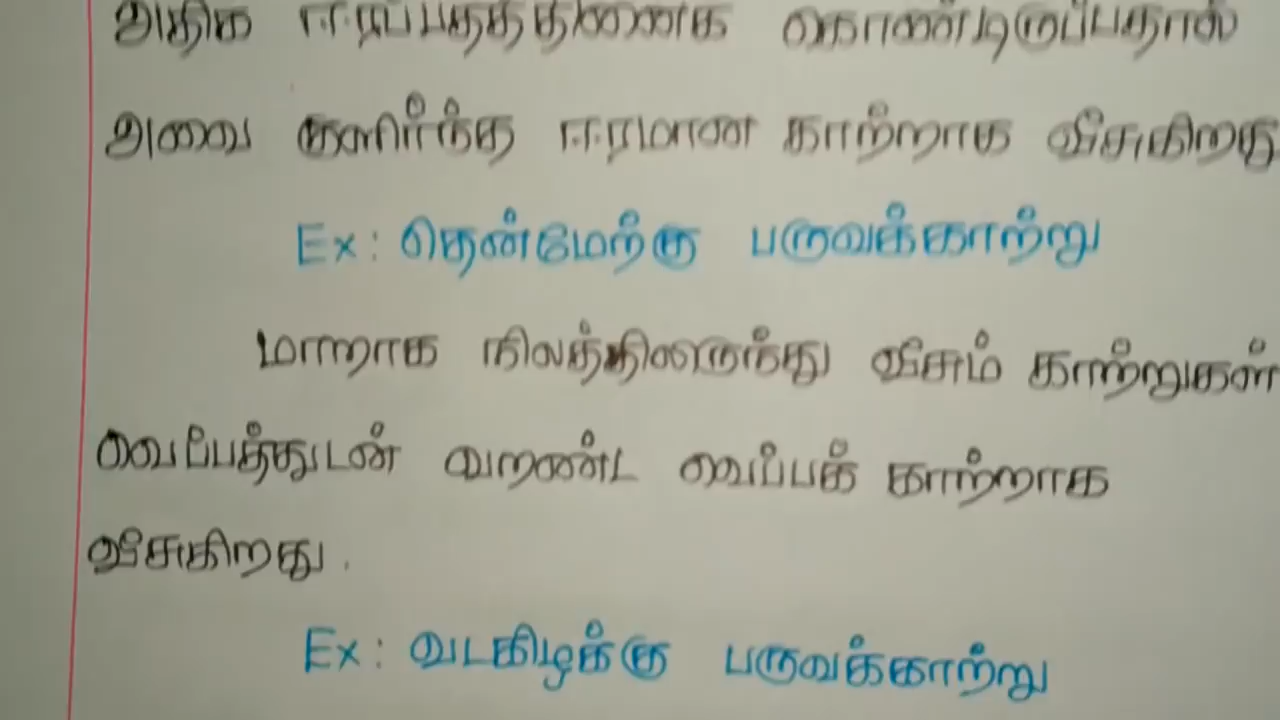 அதிக ஈரப்பதத்தினைக் கொண்டிருப்பதால்
அவை குளிர்ந்த ஈரமான காற்றாக வீசுகிறது
Ex: தென்மேற்கு பருவக்காற்று
மாறாக நிலத்திலிருந்து வீசும் காற்றுகள்
வெப்பத்துடன் வறண்ட வெப்பக் காற்றாக
வீசுகிறது.
Ex: வடகிழக்கு பருவக்காற்று